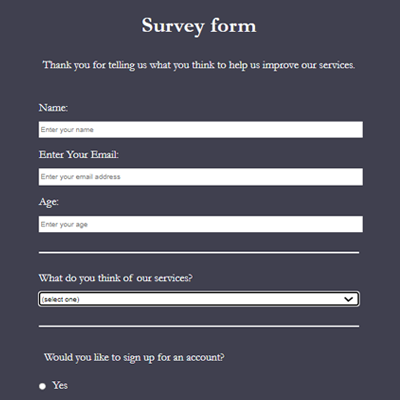 Survey form
Thank you for telling us what you think to help us improve our services.
Name:
Enter your name
Enter Your Email:
Enter your email address
Age:
Enter your age
What do you think of our services?
(select one)
Would you like to sign up for an account?
Yes